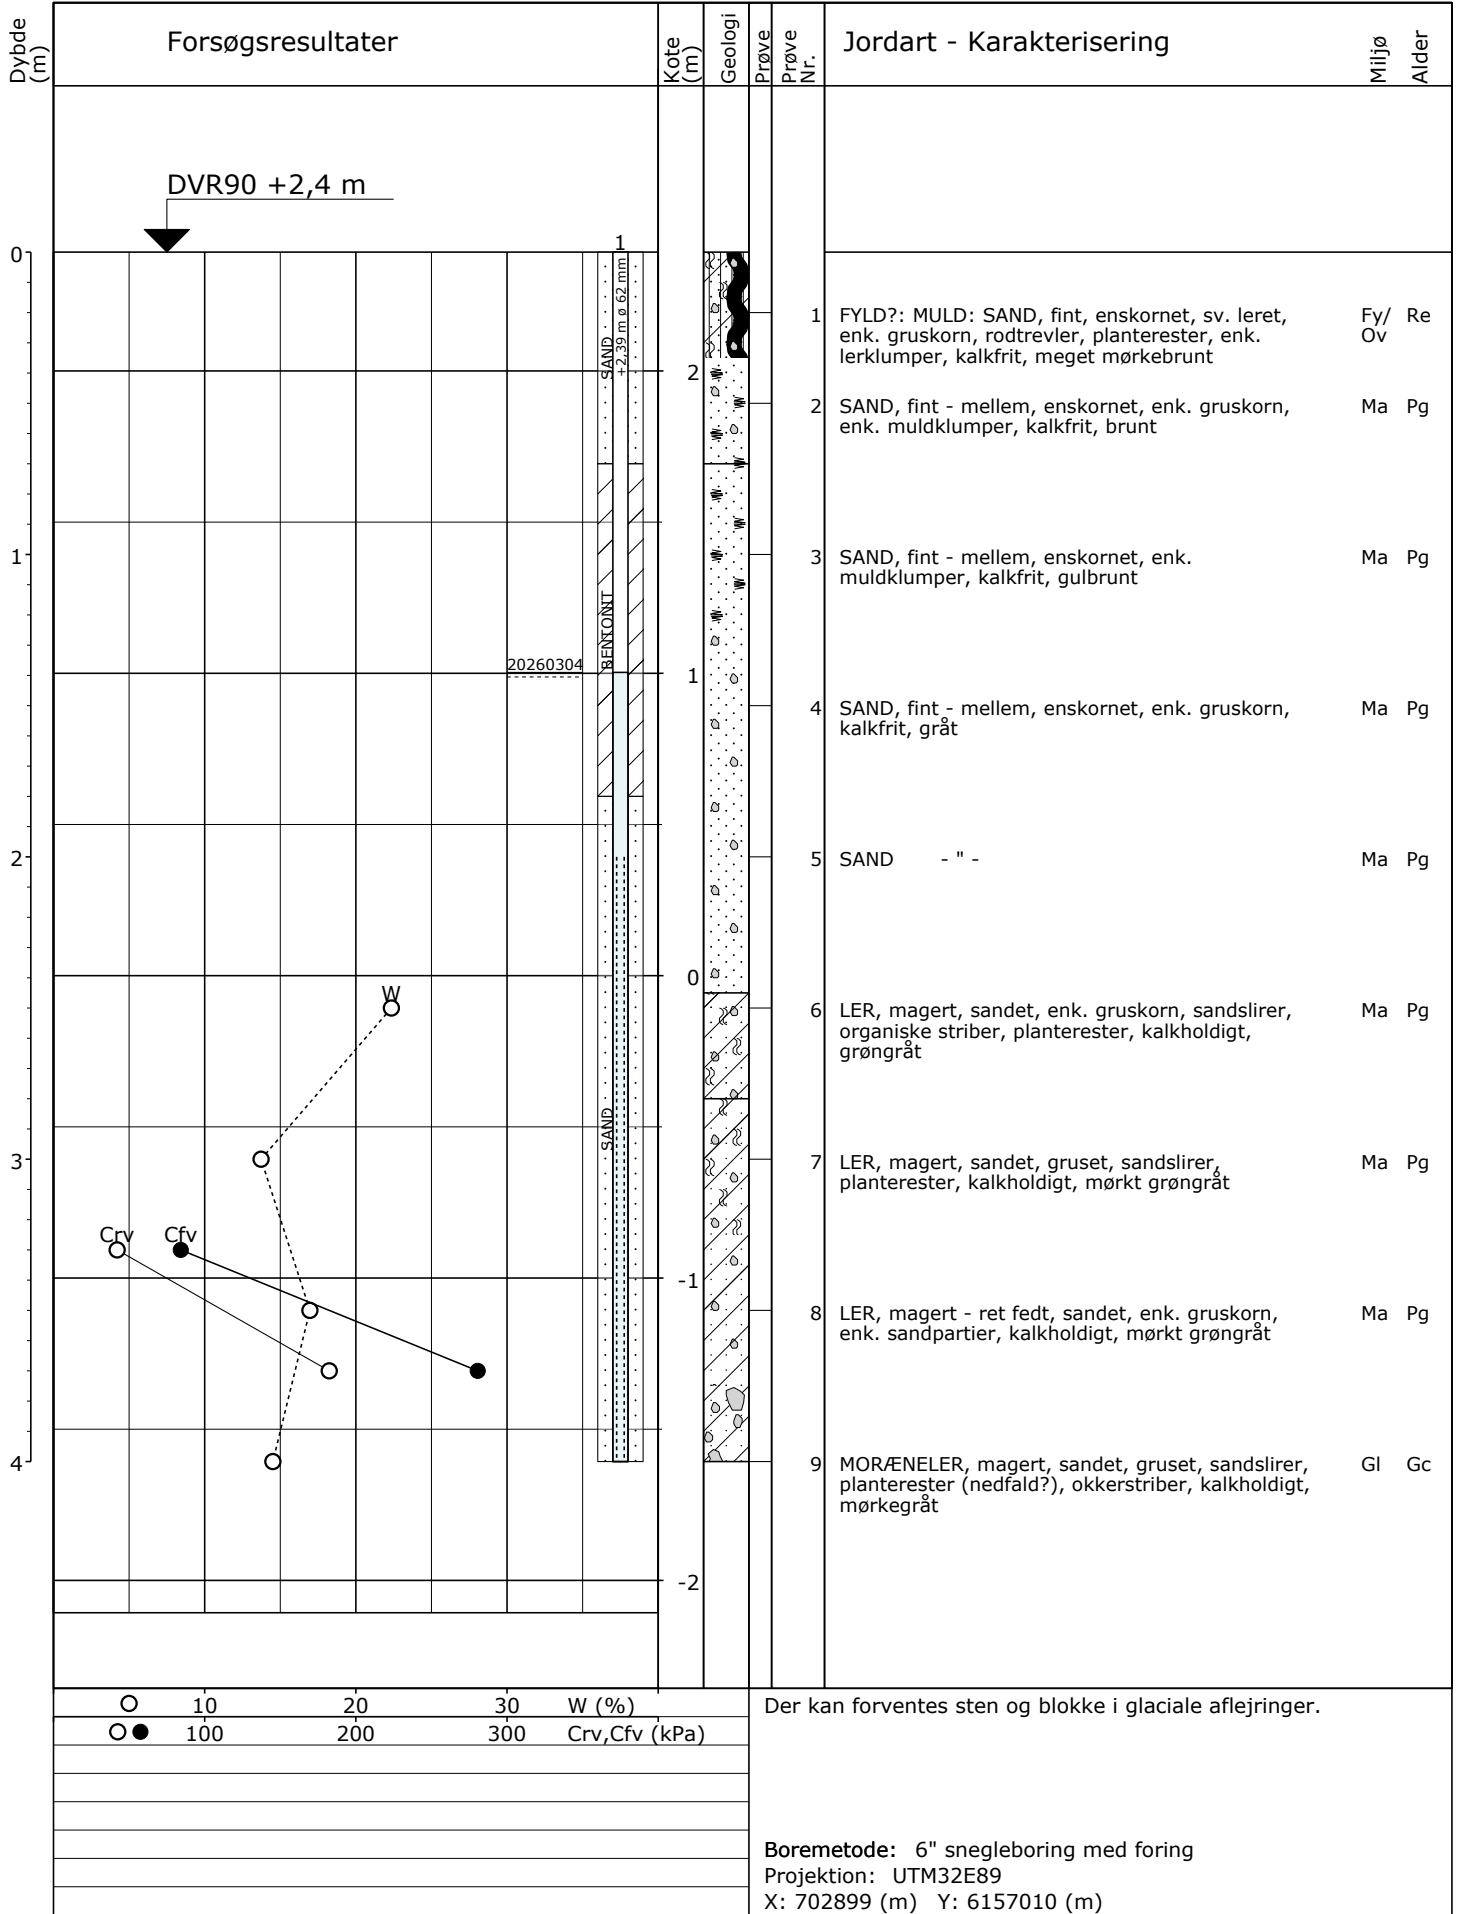 Dybde
(m)
Forsøgsresultater
Kote
(m)
Geologi
Prøve
Prøve
Nr.
Jordart - Karakterisering
Miljø
Alder
DVR90 +2,4 m
0
1
2
3
4
1
+2,39 m ø 62 mm
SAND
BENTONIT
SAND
20260304
W
Crv
Cfv
2
1
0
-1
-2
1 FYLD?: MULD: SAND, fint, enskornet, sv. leret, Fy/ Re
enk. gruskorn, rodtrevler, planterester, enk. Ov
lerklumper, kalkfrit, meget mørkebrunt
2 SAND, fint - mellem, enskornet, enk. gruskorn, Ma Pg
enk. muldklumper, kalkfrit, brunt
3 SAND, fint - mellem, enskornet, enk. Ma Pg
muldklumper, kalkfrit, gulbrunt
4 SAND, fint - mellem, enskornet, enk. gruskorn, Ma Pg
kalkfrit, gråt
5 SAND - " - Ma Pg
6 LER, magert, sandet, enk. gruskorn, sandslirer, Ma Pg
organiske striber, planterester, kalkholdigt,
grøngråt
7 LER, magert, sandet, gruset, sandslirer, Ma Pg
planterester, kalkholdigt, mørkt grøngråt
8 LER, magert - ret fedt, sandet, enk. gruskorn, Ma Pg
enk. sandpartier, kalkholdigt, mørkt grøngråt
9 MORÆNELER, magert, sandet, gruset, sandslirer, Gl Gc
planterester (nedfald?), okkerstriber, kalkholdigt,
mørkegråt
10 20 30 W (%)
100 200 300 Crv,Cfv (kPa)
Der kan forventes sten og blokke i glaciale aflejringer.
Boremetode: 6" snegleboring med foring
Projektion: UTM32E89
X: 702899 (m) Y: 6157010 (m)